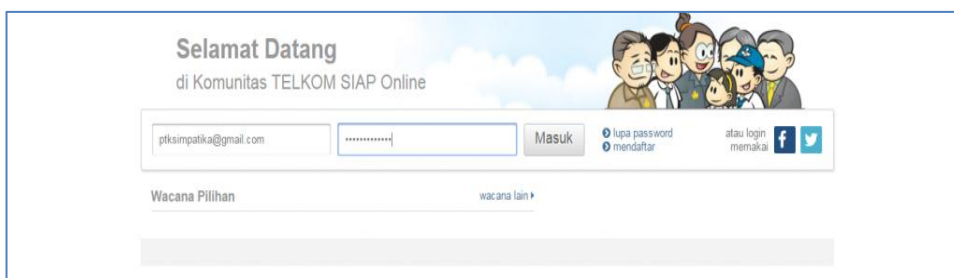 Selamat Datang
di Komunitas TELKOM SIAP Online
ptksimpatika@gmail.com
•••••••••••••
Masuk
lupa password
mendaftar
atau login
memakai
Wacana Pilihan
wacana lain